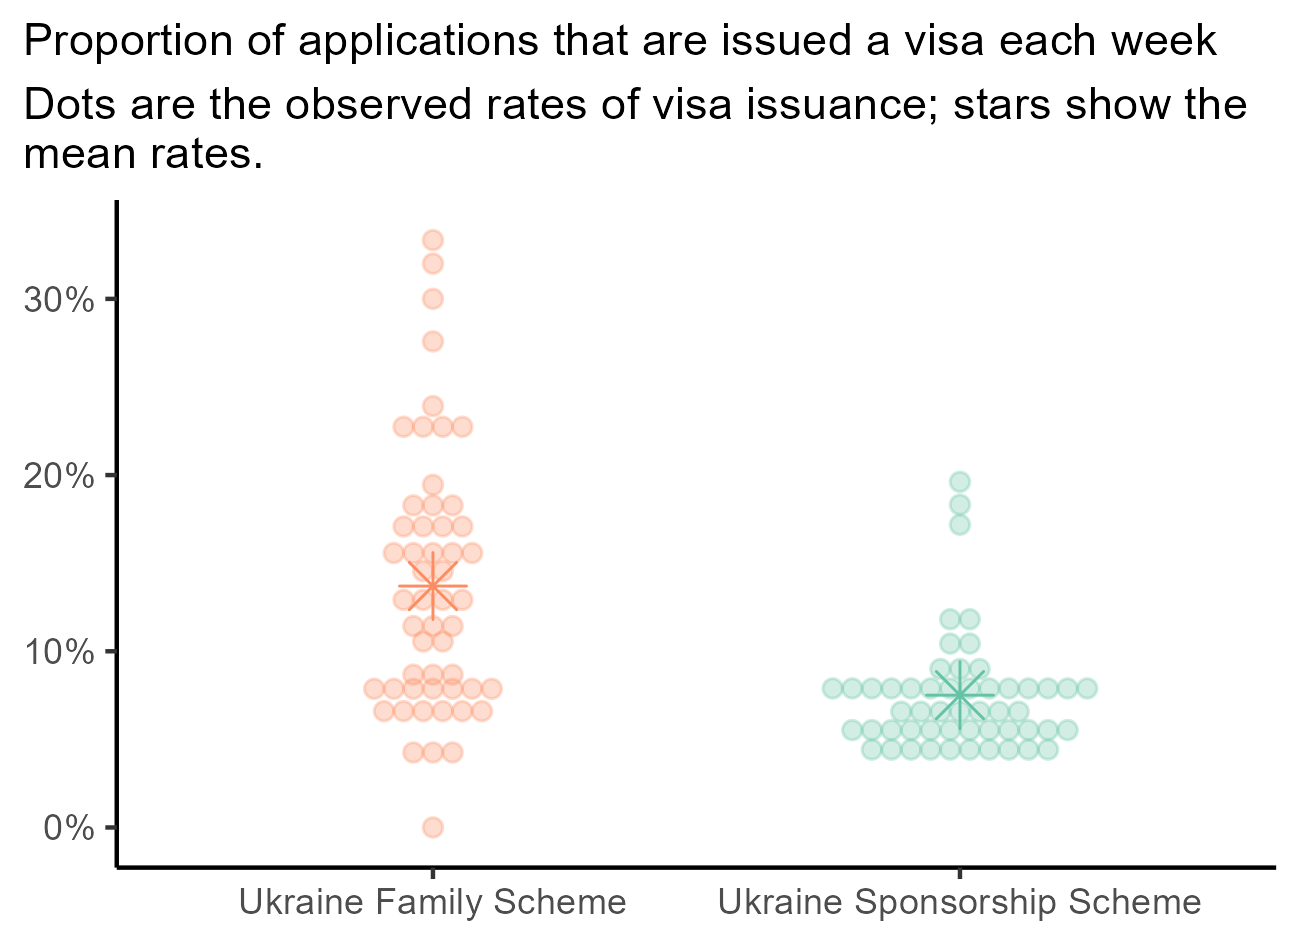 Proportion of applications that are issued a visa each week
Dots are the observed rates of visa issuance; stars show the
mean rates.
30%
20%
10%
0%
Ukraine Family Scheme
Ukraine Sponsorship Scheme